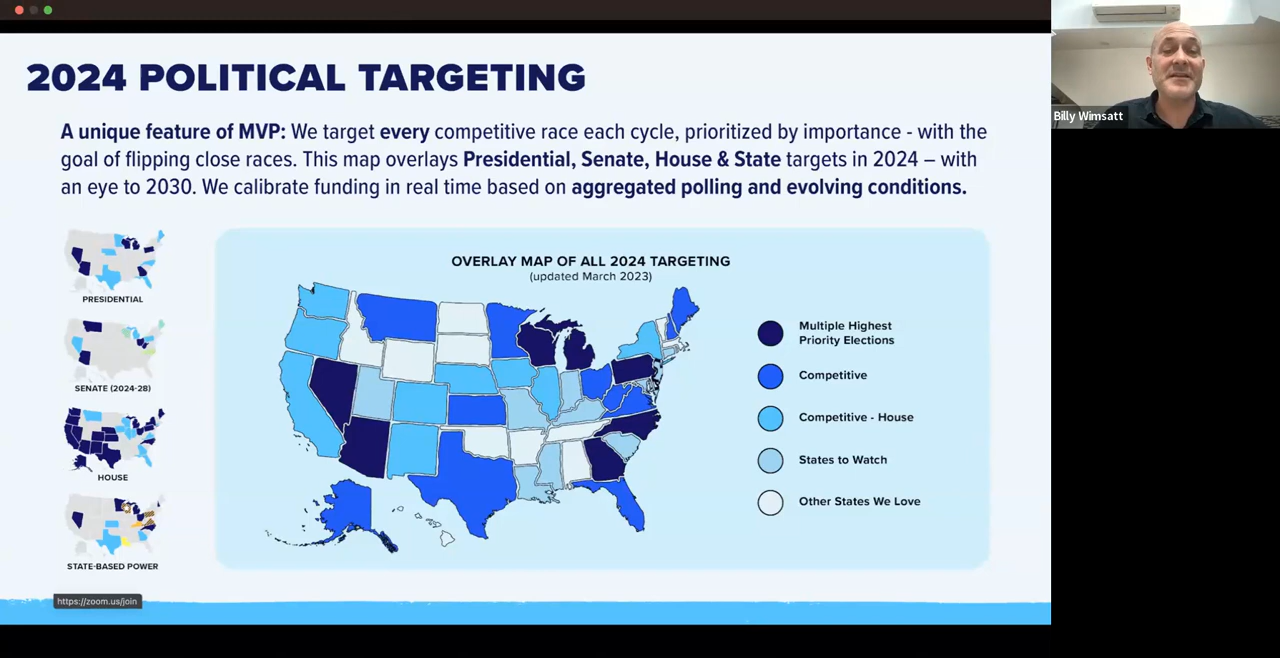 2024 POLITICAL TARGETING
A unique feature of MVP: We target every competitive race each cycle, prioritized by importance - with the
goal of flipping close races. This map overlays Presidential, Senate, House & State targets in 2024 – with
an eye to 2030. We calibrate funding in real time based on aggregated polling and evolving conditions.
PRESIDENTIAL
SENATE (2024-28)
HOUSE
STATE-BASED POWER
OVERLAY MAP OF ALL 2024 TARGETING
(updated March 2023)
Multiple Highest
Priority Elections
Competitive
Competitive - House
States to Watch
Other States We Love
https://zoom.us/join
Billy Wimsatt